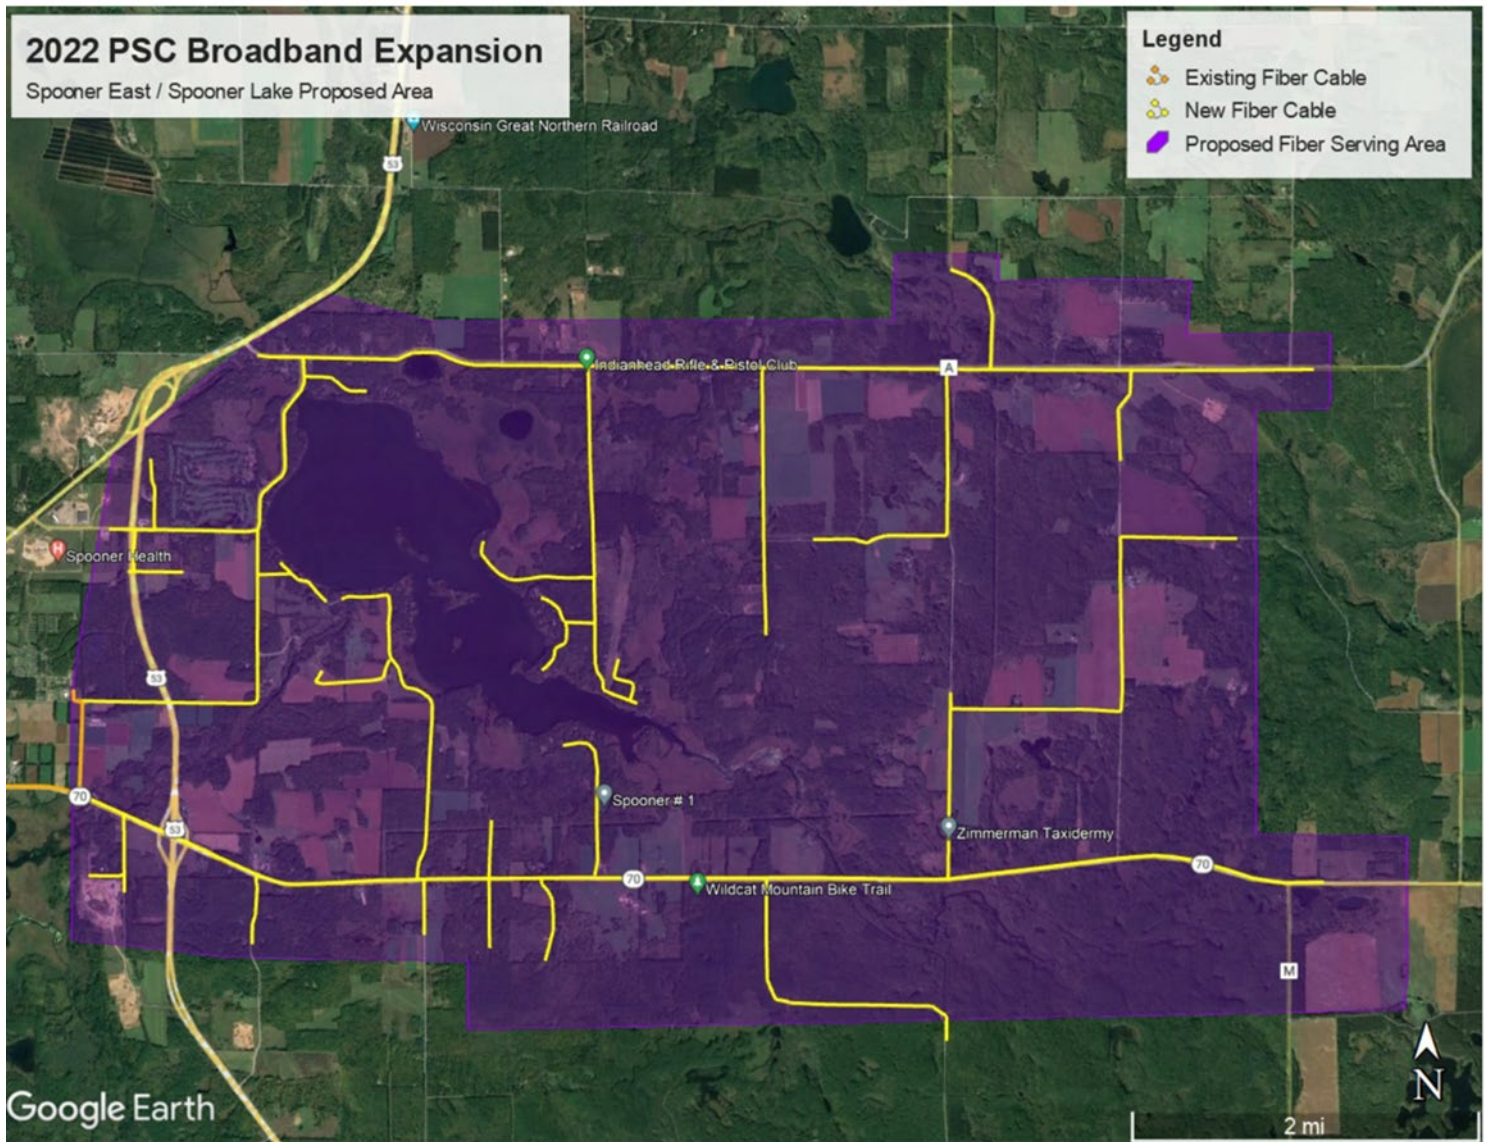 2022 PSC Broadband Expansion
Spooner East / Spooner Lake Proposed Area
Legend
Existing Fiber Cable
New Fiber Cable
Proposed Fiber Serving Area
Wisconsin Great Northern Railroad
53
Indianhead Rifle & Pistol Club
A
Spooner Health
53
70
Spooner # 1
53
Zimmerman Taxidermy
70
70
Wildcat Mountain Bike Trail
M
N
Google Earth
2 mi